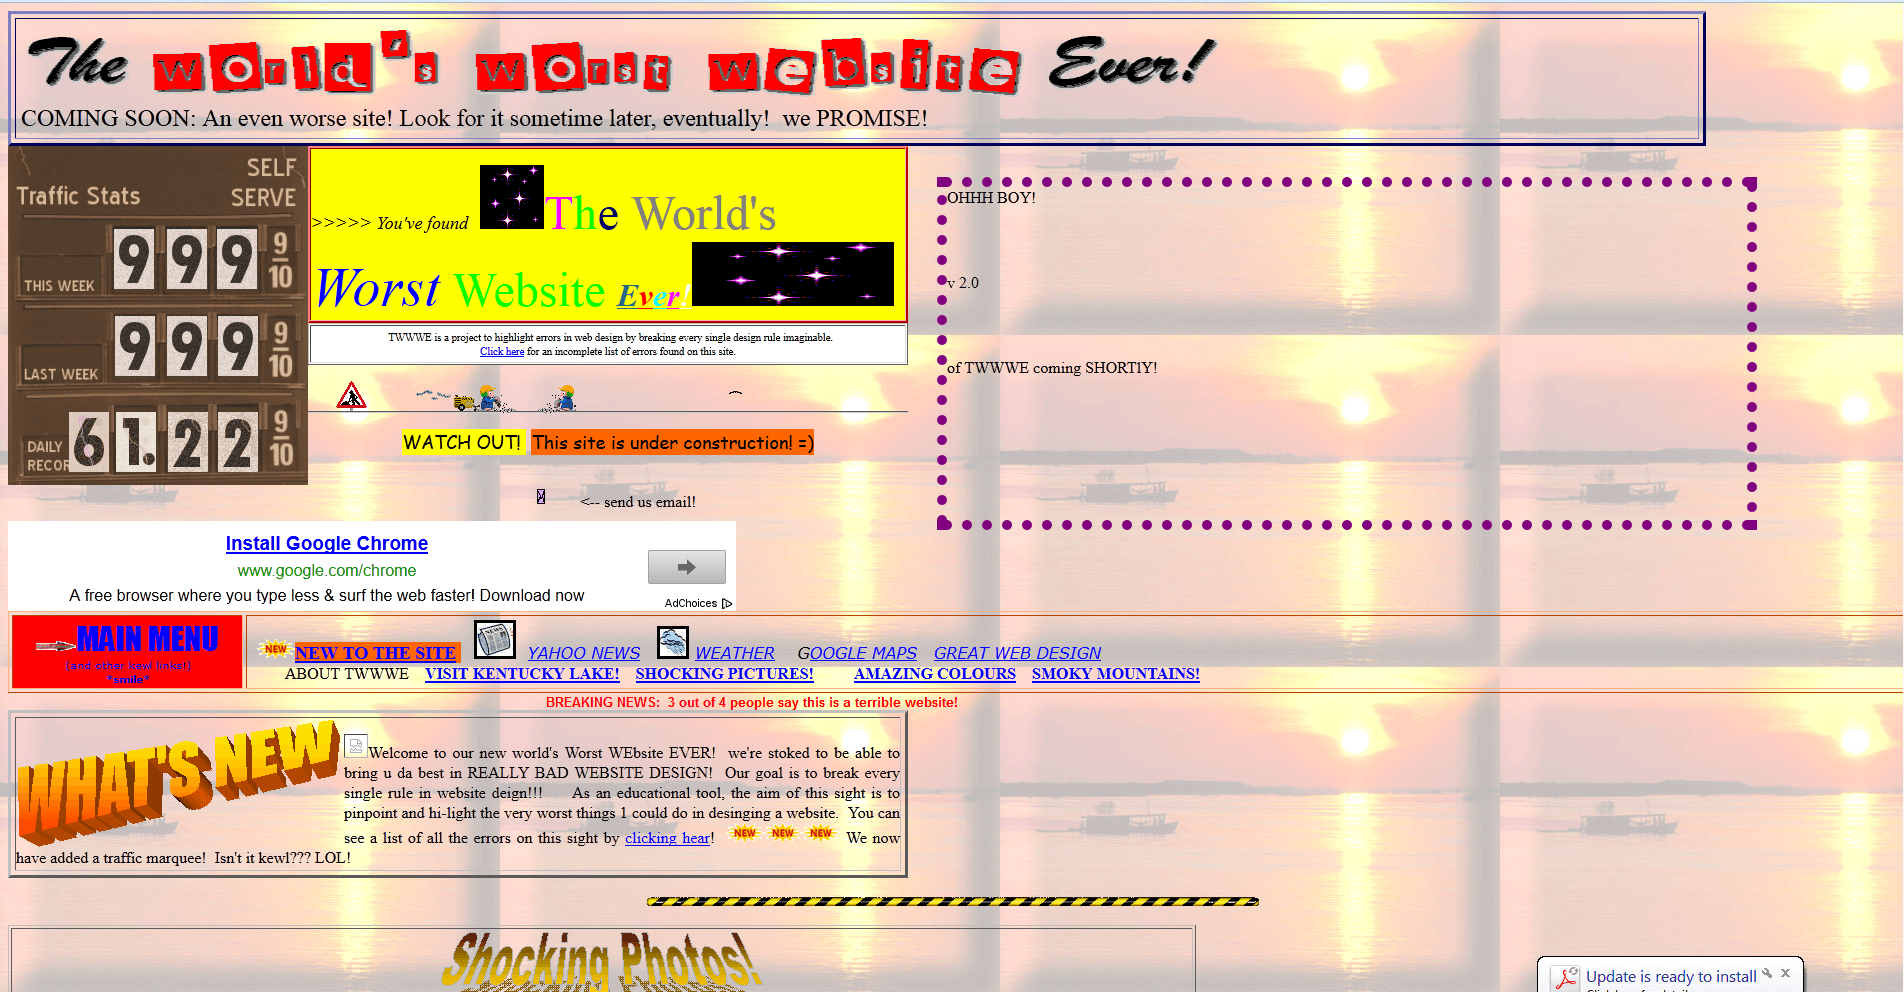 The world's worst website Ever!
COMING SOON: An even worse site! Look for it sometime later, eventually!  we PROMISE!
SELF
SERVE
Traffic Stats
THIS WEEK 9 9 9 9/10
LAST WEEK 9 9 9 9/10
DAILY
RECOR 6 1. 2 2 9/10
>>>>> You've found The World's
Worst Website Ever!
TWWWE is a project to highlight errors in web design by breaking every single design rule imaginable.
Click here for an incomplete list of errors found on this site.
WATCH OUT! This site is under construction! =)
<-- send us email!
OHHH BOY!
v 2.0
of TWWWE coming SHORTlY!
Install Google Chrome
www.google.com/chrome
A free browser where you type less & surf the web faster! Download now
AdChoices
MAIN MENU
(and other kewl links!)
*smile*
NEW NEW TO THE SITE NEWS YAHOO NEWS WEATHER GOOGLE MAPS GREAT WEB DESIGN
ABOUT TWWWE VISIT KENTUCKY LAKE! SHOCKING PICTURES! AMAZING COLOURS SMOKY MOUNTAINS!
BREAKING NEWS:  3 out of 4 people say this is a terrible website!
WHAT'S NEW
Welcome to our new world's Worst WEbsite EVER!  we're stoked to be able to
bring u da best in REALLY BAD WEBSITE DESIGN!  Our goal is to break every
single rule in website deign!!!  As an educational tool, the aim of this sight is to
pinpoint and hi-light the very worst things 1 could do in desinging a website.  You can
see a list of all the errors on this sight by clicking hear! NEW NEW NEW We now
have added a traffic marquee!  Isn't it kewl??? LOL!
Shocking Photos!
Update is ready to install